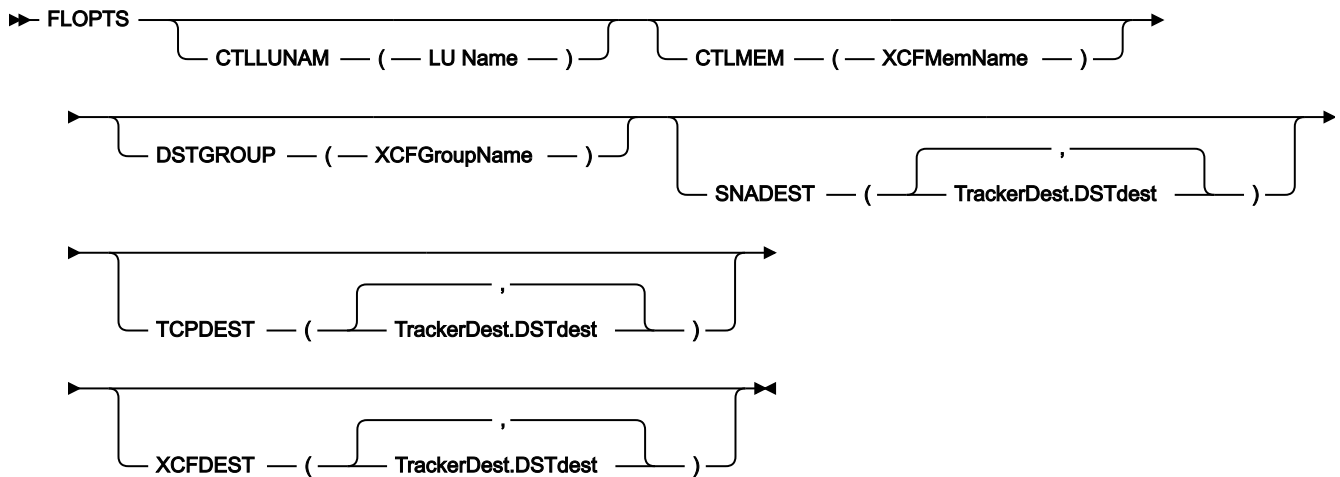 FLOPTS
CTLLUNAM ( LU Name ) CTLMEM ( XCFMemName )
DSTGROUP ( XCFGroupName )
,
SNADEST ( TrackerDest.DSTdest )
,
TCPDEST ( TrackerDest.DSTdest )
,
XCFDEST ( TrackerDest.DSTdest )